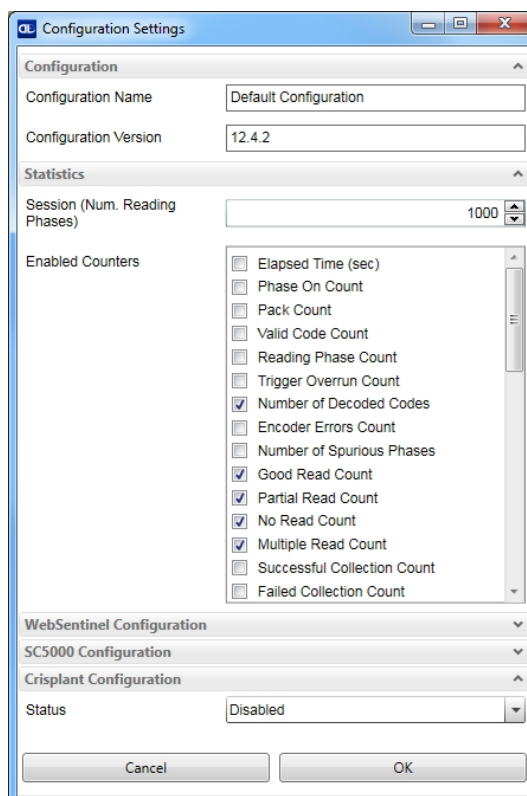 Configuration Settings
Configuration
Configuration Name Default Configuration
Configuration Version 12.4.2
Statistics
Session (Num. Reading Phases) 1000
Enabled Counters
Elapsed Time (sec)
Phase On Count
Pack Count
Valid Code Count
Reading Phase Count
Trigger Overrun Count
Number of Decoded Codes
Encoder Errors Count
Number of Spurious Phases
Good Read Count
Partial Read Count
No Read Count
Multiple Read Count
Successful Collection Count
Failed Collection Count
WebSentinel Configuration
SC5000 Configuration
Crisplant Configuration
Status Disabled
Cancel OK